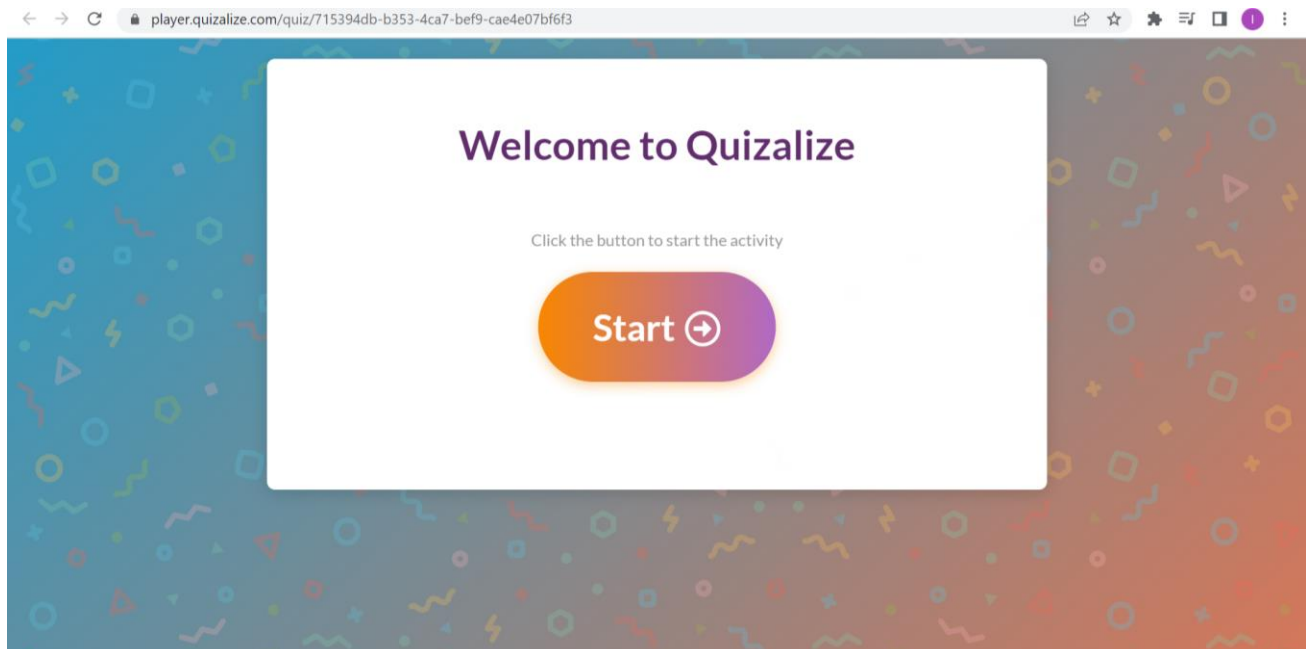 player.quizalize.com/quiz/715394db-b353-4ca7-bef9-cae4e07bf6f3
I
Welcome to Quizalize
Click the button to start the activity
Start